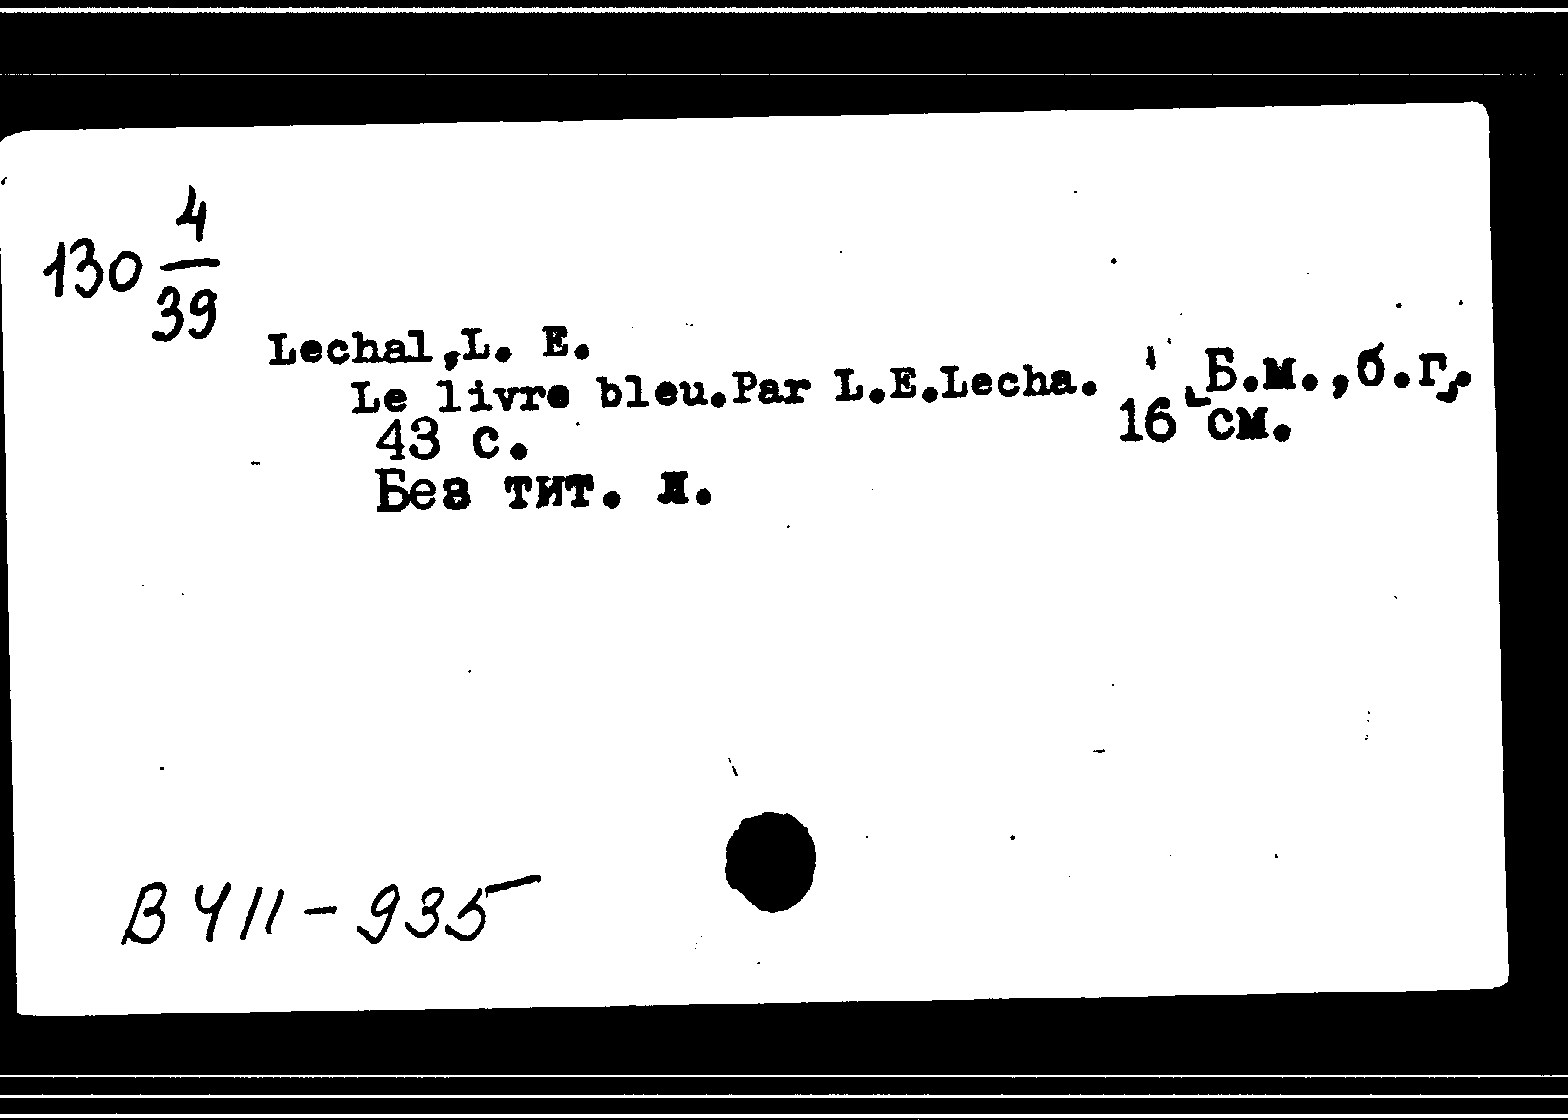 130 4/39
Lechal, L. E.
Le livre bleu. Par L.E.Lecha. [Б.м., б.г.].
43 с. 16 см.
Без тит. л.
В 411-935